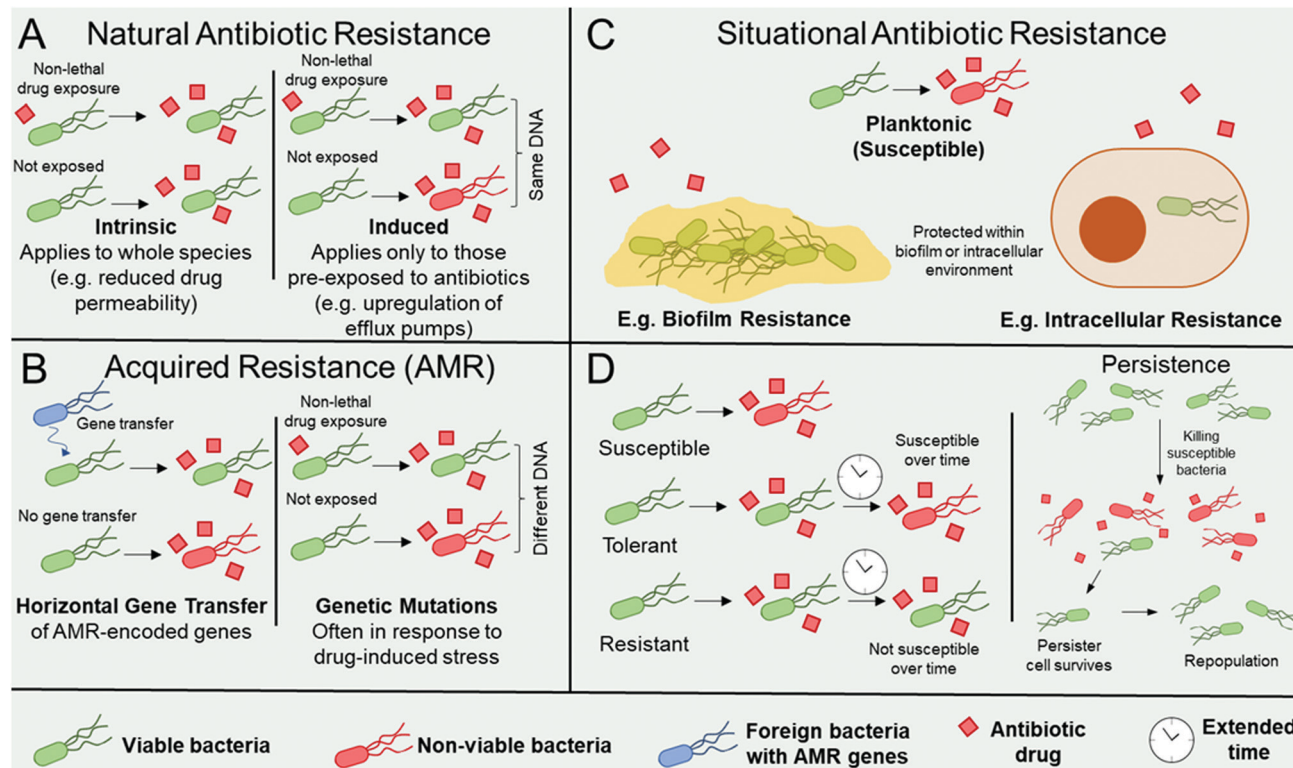 A
Natural Antibiotic Resistance
Non-lethal
drug exposure
Not exposed
Intrinsic
Applies to whole species
(e.g. reduced drug
permeability)
Non-lethal
drug exposure
Not exposed
Same DNA
Induced
Applies only to those
pre-exposed to antibiotics
(e.g. upregulation of
efflux pumps)
B
Acquired Resistance (AMR)
Gene transfer
No gene transfer
Horizontal Gene Transfer
of AMR-encoded genes
Non-lethal
drug exposure
Not exposed
Different DNA
Genetic Mutations
Often in response to
drug-induced stress
C
Situational Antibiotic Resistance
Planktonic
(Susceptible)
Protected within
biofilm or intracellular
environment
E.g. Biofilm Resistance
E.g. Intracellular Resistance
D
Susceptible
Tolerant
Susceptible
over time
Resistant
Not susceptible
over time
Persistence
Killing
susceptible
bacteria
Persister
cell survives
Repopulation
Viable bacteria
Non-viable bacteria
Foreign bacteria
with AMR genes
Antibiotic
drug
Extended
time